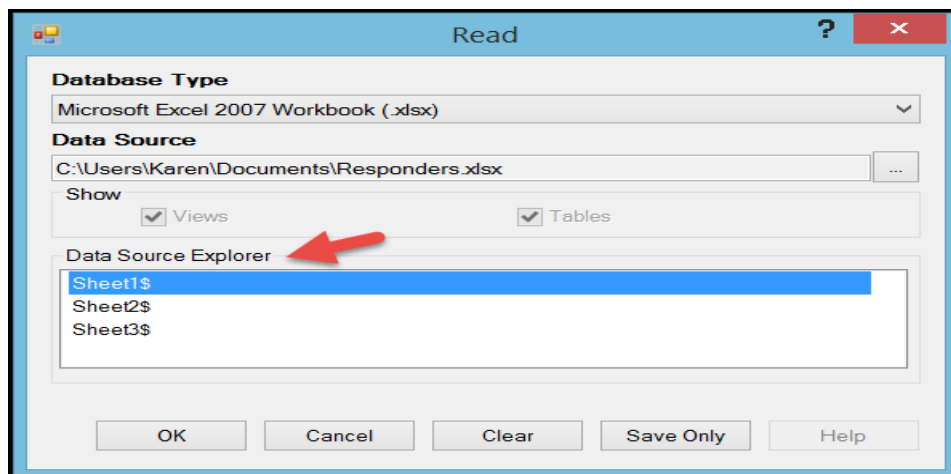 Read ?
Database Type
Microsoft Excel 2007 Workbook (.xlsx)
Data Source
C:\Users\Karen\Documents\Responders.xlsx ...
Show
Views Tables
Data Source Explorer
Sheet1$
Sheet2$
Sheet3$
OK Cancel Clear Save Only Help